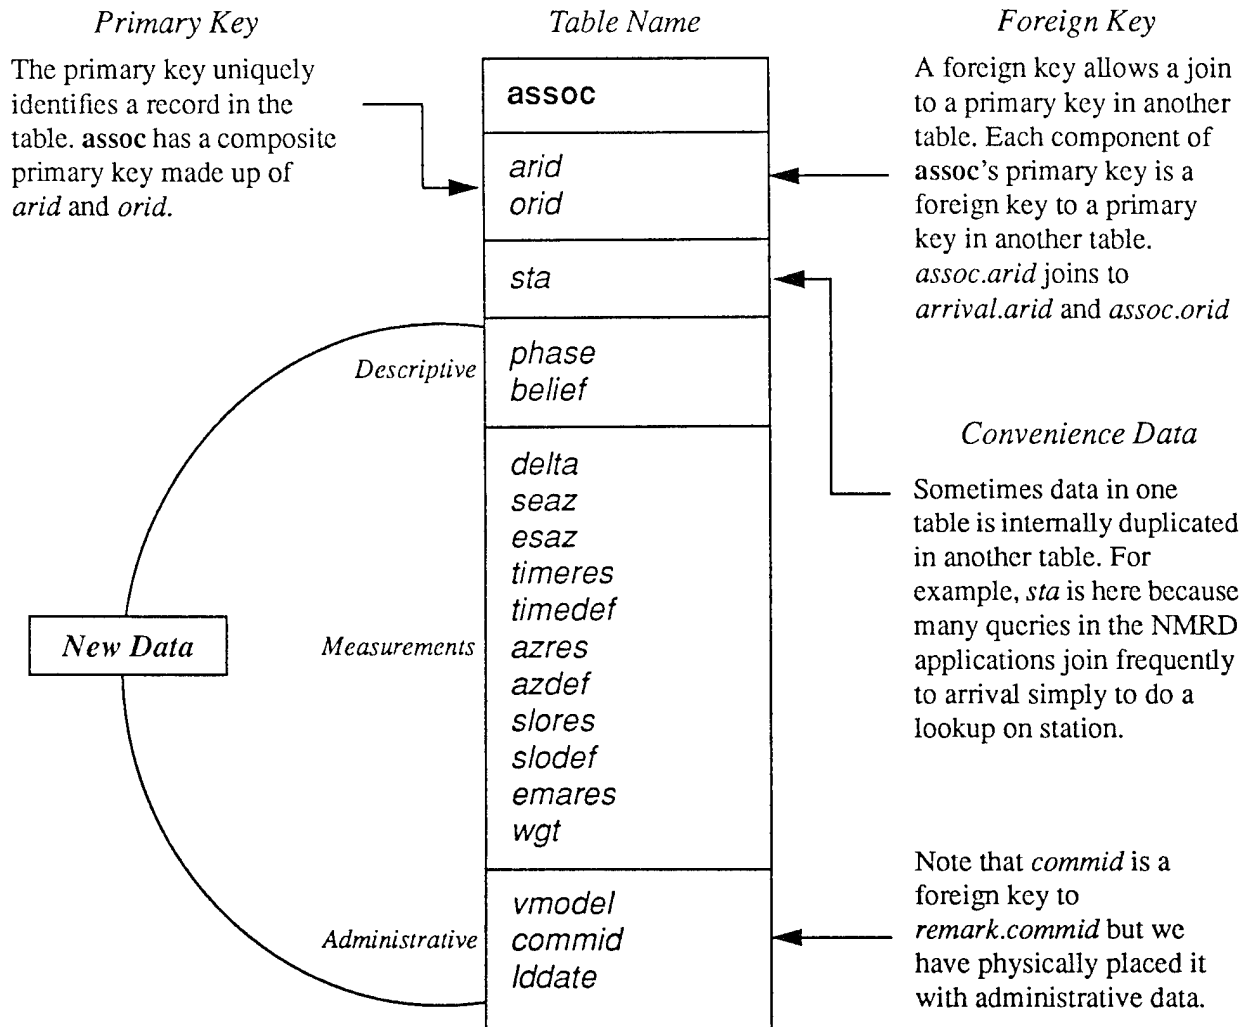 Primary Key
The primary key uniquely
identifies a record in the
table. assoc has a composite
primary key made up of
arid and orid.
Table Name
assoc
arid
orid
sta
phase
belief
delta
seaz
esaz
timeres
timedef
azres
azdef
slores
slodef
emares
wgt
vmodel
commid
lddate
Descriptive
Measurements
Administrative
New Data
Foreign Key
A foreign key allows a join
to a primary key in another
table. Each component of
assoc's primary key is a
foreign key to a primary
key in another table.
assoc.arid joins to
arrival.arid and assoc.orid
Convenience Data
Sometimes data in one
table is internally duplicated
in another table. For
example, sta is here because
many queries in the NMRD
applications join frequently
to arrival simply to do a
lookup on station.
Note that commid is a
foreign key to
remark.commid but we
have physically placed it
with administrative data.